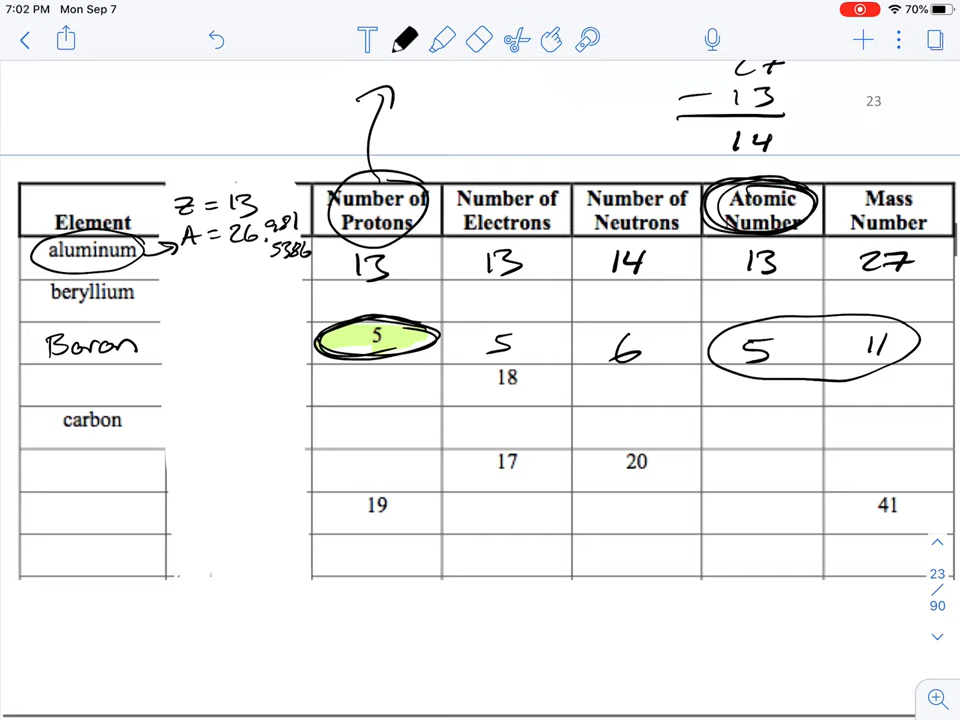 7:02 PM Mon Sep 7
70%
T
- 13
23
14
Element
Z = 13
A = 26.981
5386
Number of Protons
Number of Electrons
Number of Neutrons
Atomic Number
Mass Number
aluminum 13 13 14 13 27
beryllium
Boron 5 5 6 5 11
18
carbon
17 20
19 41
23
/
90